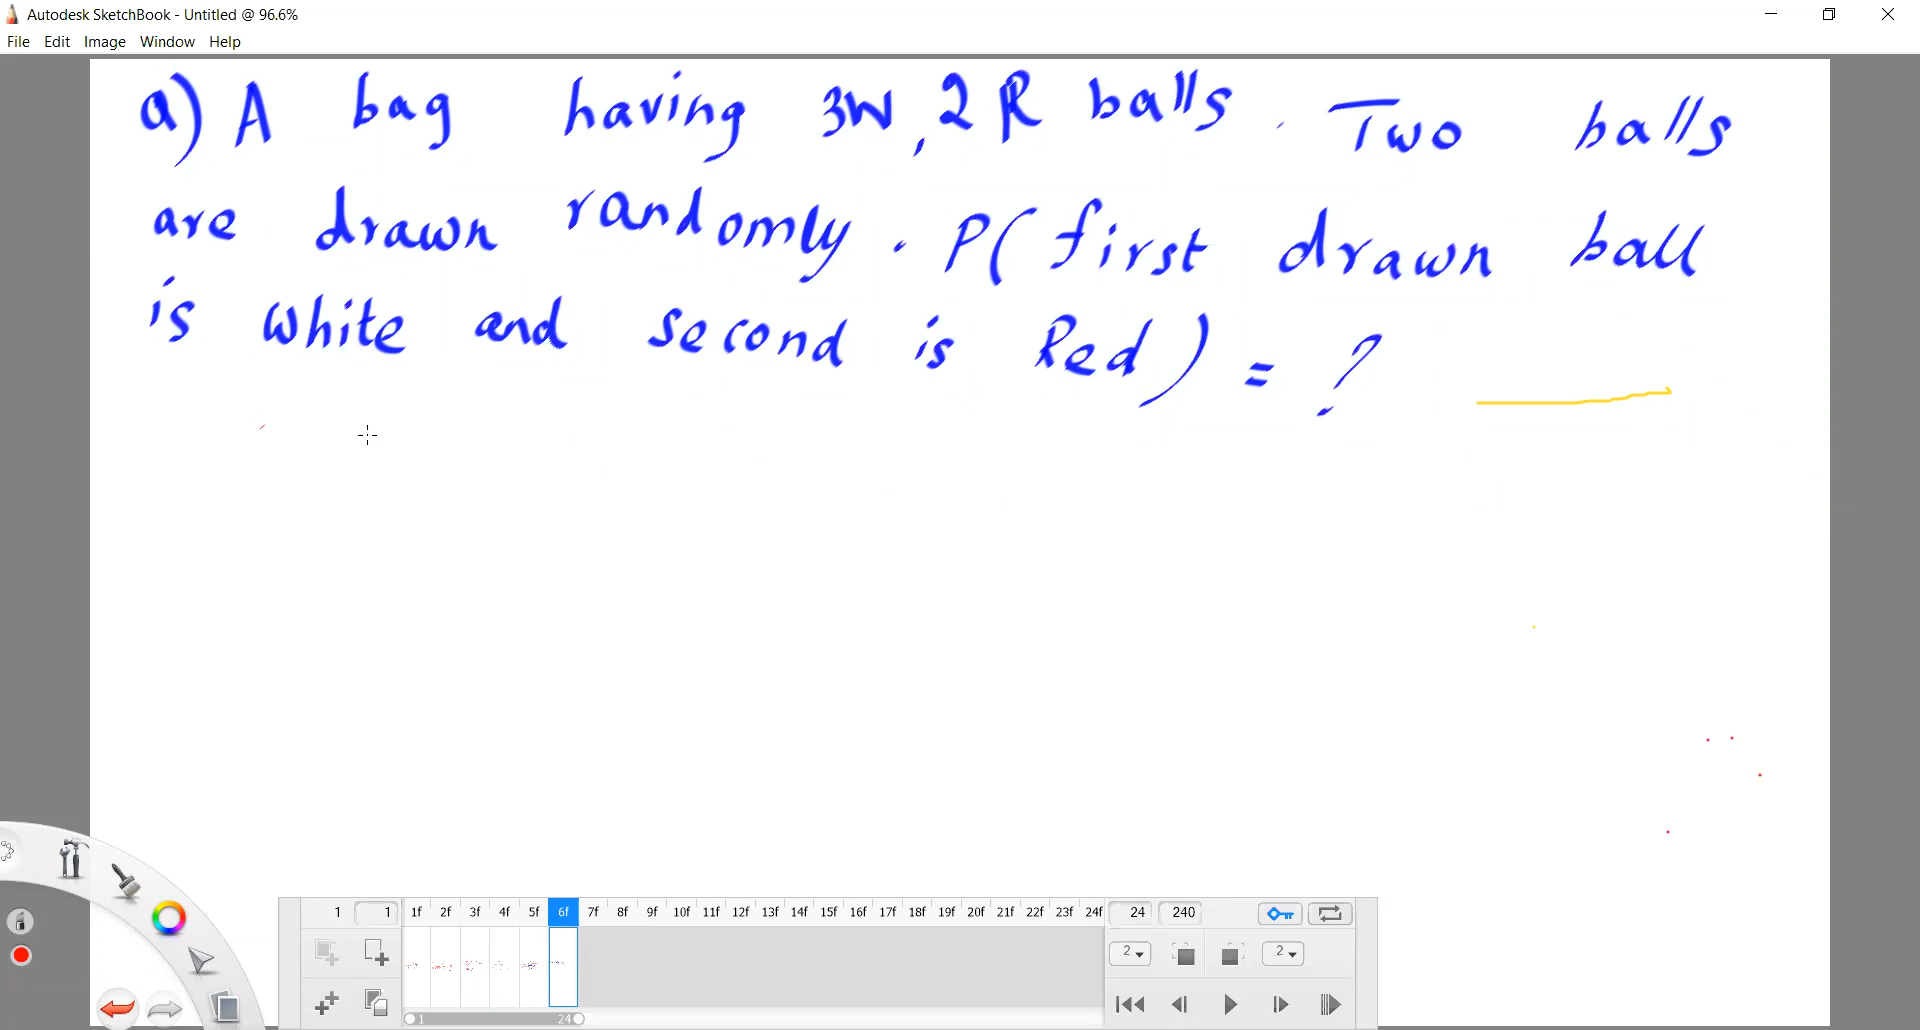 Autodesk SketchBook - Untitled @ 96.6%
File Edit Image Window Help
a) A bag having 3W, 2 R balls. Two balls
are drawn randomly. P( first drawn ball
is white and second is Red) = ?
1 1 1f 2f 3f 4f 5f 6f 7f 8f 9f 10f 11f 12f 13f 14f 15f 16f 17f 18f 19f 20f 21f 22f 23f 24f 24 240
2 2
1 24